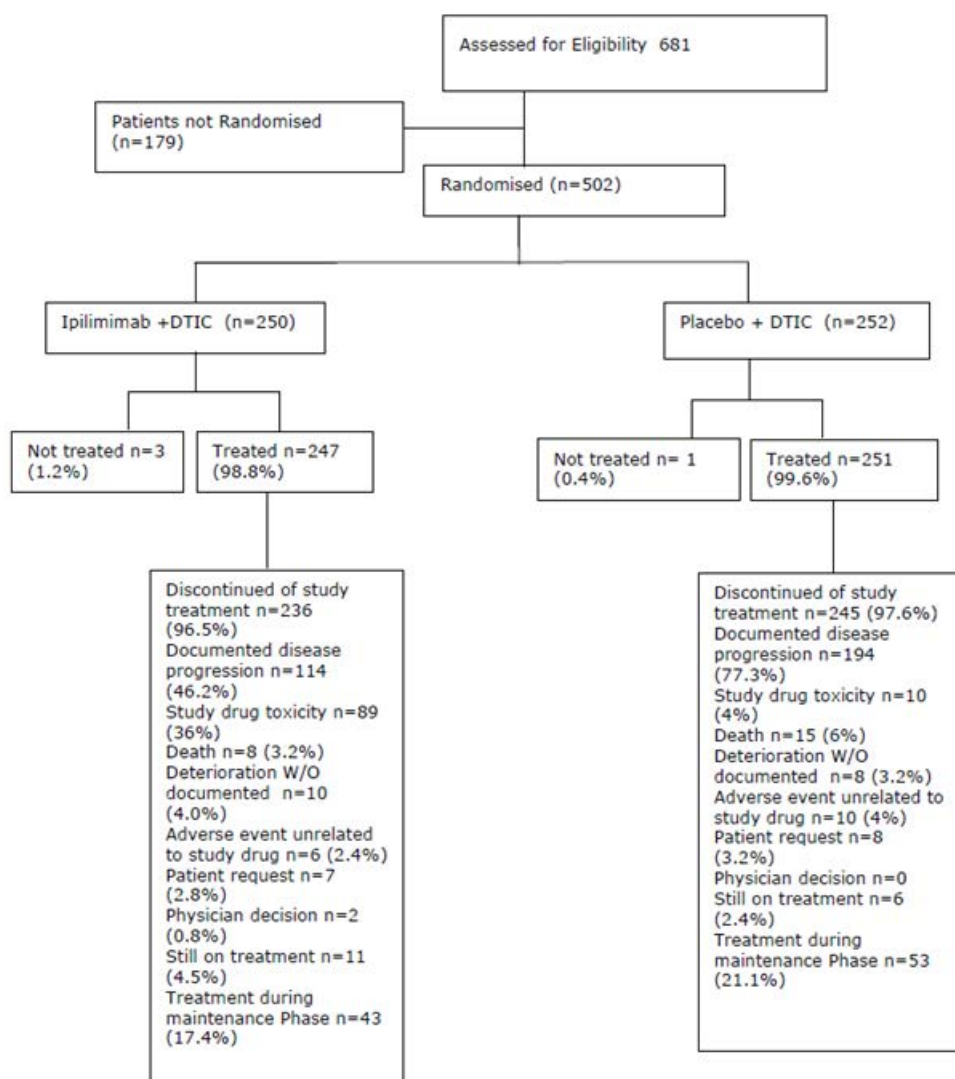 Assessed for Eligibility 681
Patients not Randomised
(n=179)
Randomised (n=502)
Ipilimimab +DTIC (n=250)
Placebo + DTIC (n=252)
Not treated n=3
(1.2%)
Treated n=247
(98.8%)
Not treated n= 1
(0.4%)
Treated n=251
(99.6%)
Discontinued of study
treatment n=236
(96.5%)
Documented disease
progression n=114
(46.2%)
Study drug toxicity n=89
(36%)
Death n=8 (3.2%)
Deterioration W/O
documented n=10
(4.0%)
Adverse event unrelated
to study drug n=6 (2.4%)
Patient request n=7
(2.8%)
Physician decision n=2
(0.8%)
Still on treatment n=11
(4.5%)
Treatment during
maintenance Phase n=43
(17.4%)
Discontinued of study
treatment n=245 (97.6%)
Documented disease
progression n=194
(77.3%)
Study drug toxicity n=10
(4%)
Death n=15 (6%)
Deterioration W/O
documented n=8 (3.2%)
Adverse event unrelated to
study drug n=10 (4%)
Patient request n=8
(3.2%)
Physician decision n=0
Still on treatment n=6
(2.4%)
Treatment during
maintenance Phase n=53
(21.1%)